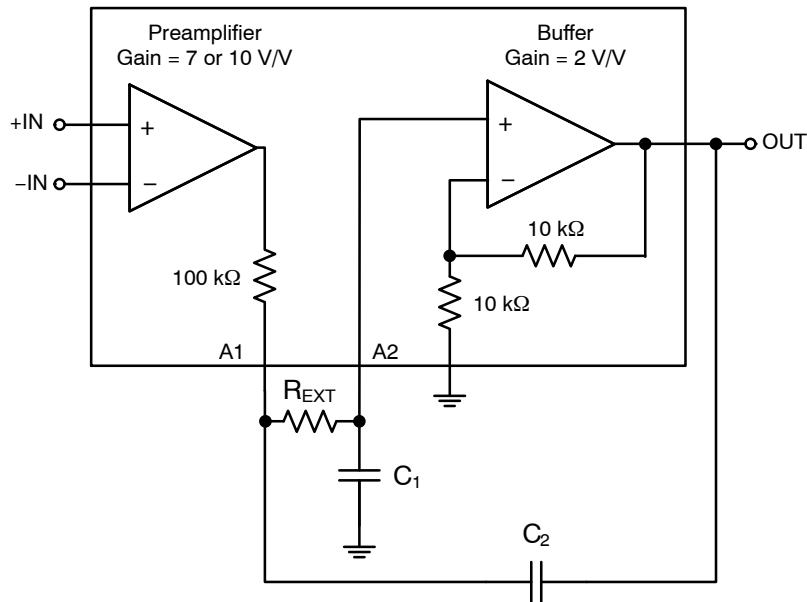 Preamplifier
Gain = 7 or 10 V/V
Buffer
Gain = 2 V/V
+IN
+
−IN
−
+
−
OUT
10 kΩ
100 kΩ
10 kΩ
A1
A2
REXT
C1
C2